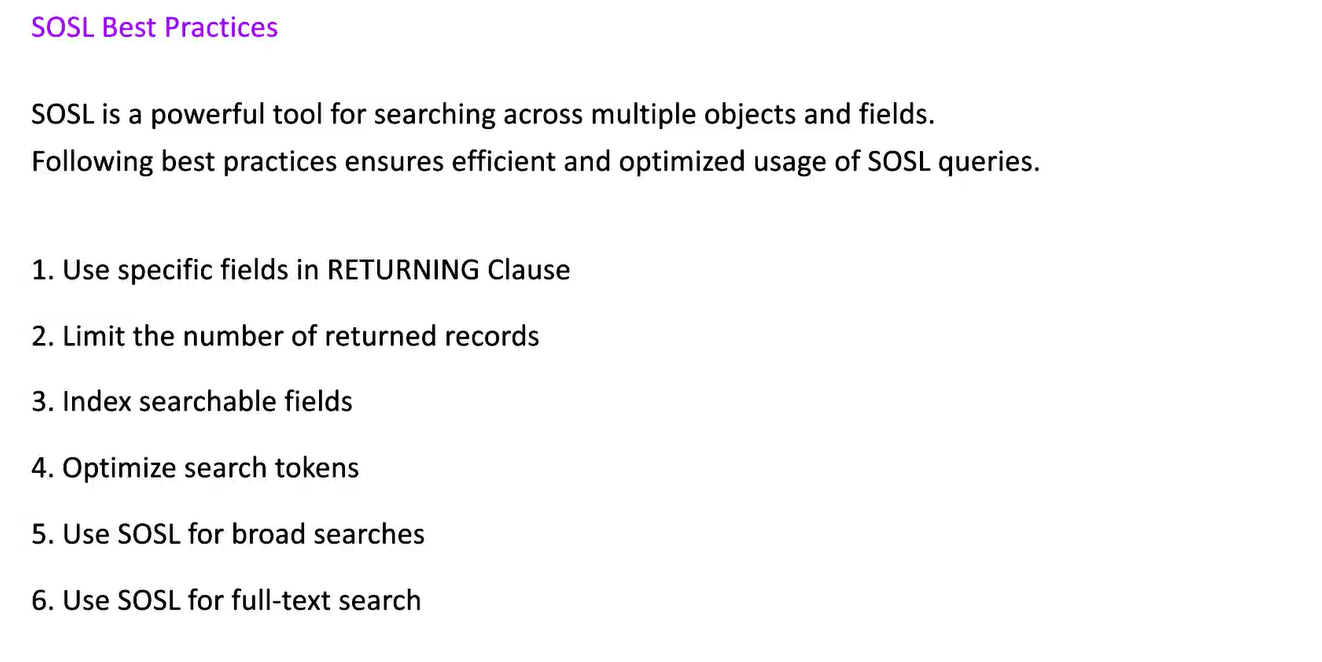 SOSL Best Practices
SOSL is a powerful tool for searching across multiple objects and fields.
Following best practices ensures efficient and optimized usage of SOSL queries.
1. Use specific fields in RETURNING Clause
2. Limit the number of returned records
3. Index searchable fields
4. Optimize search tokens
5. Use SOSL for broad searches
6. Use SOSL for full-text search